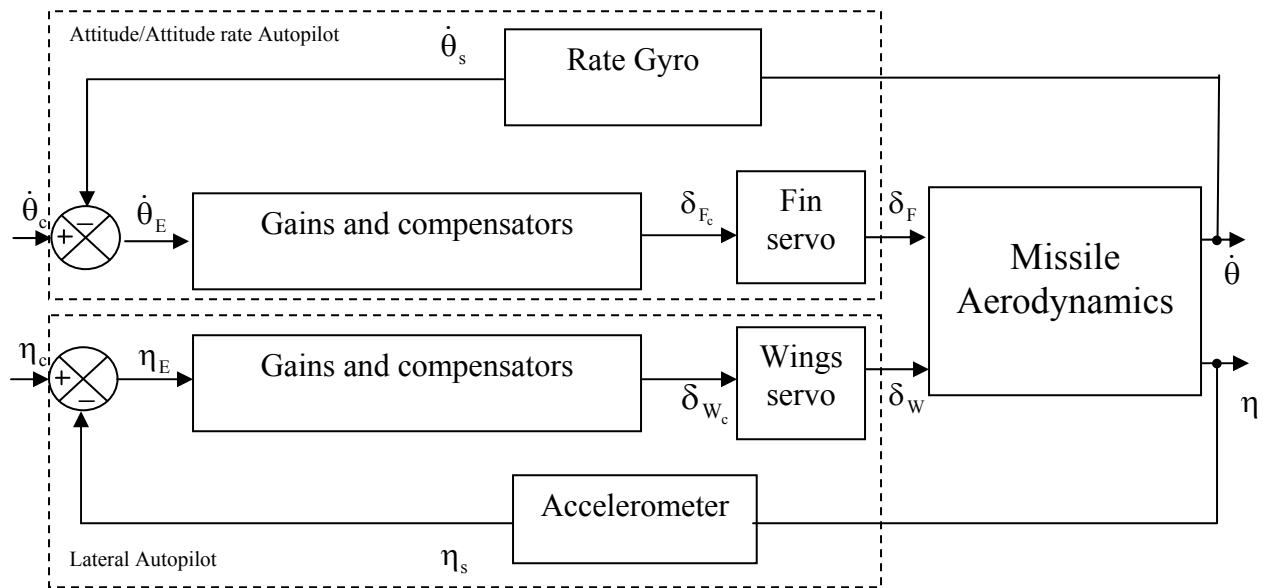 Attitude/Attitude rate Autopilot
θ̇s
Rate Gyro
θ̇c
+
−
θ̇E
Gains and compensators
δFc
Fin
servo
δF
Missile
Aerodynamics
θ̇
ηc
+
−
ηE
Gains and compensators
δWc
Wings
servo
δW
η
Accelerometer
ηs
Lateral Autopilot